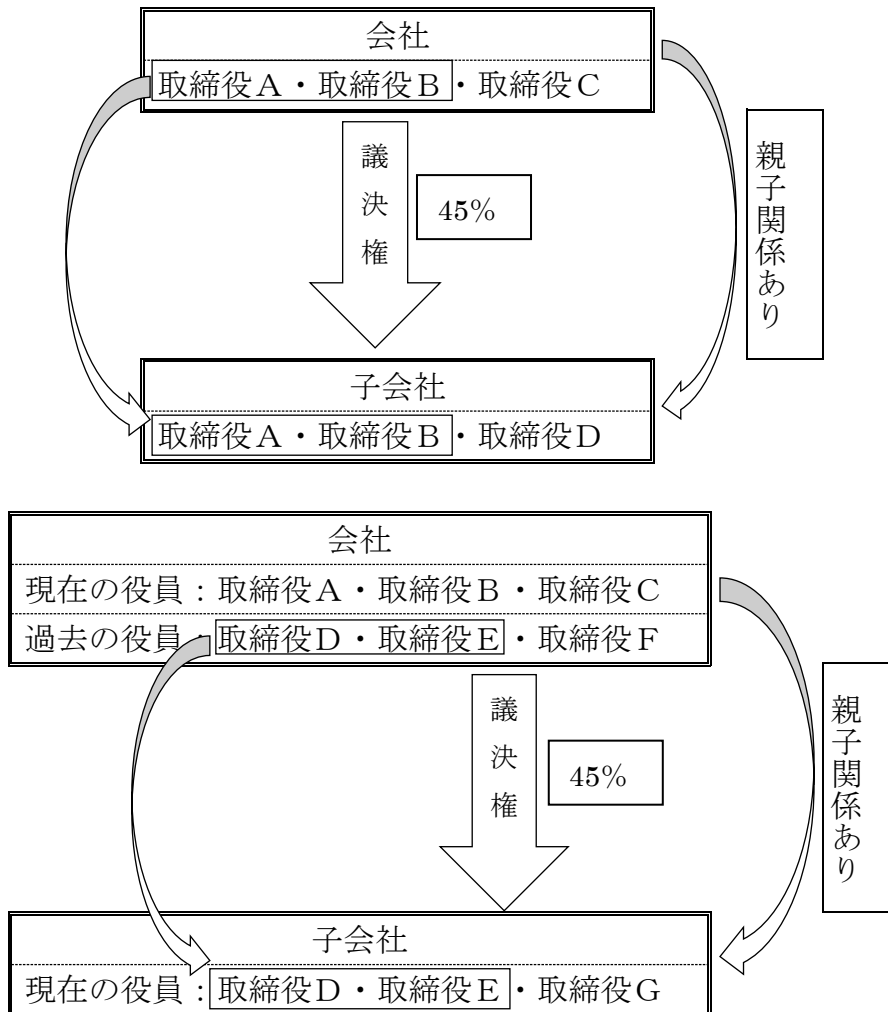 会社
取締役A・取締役B・取締役C
議決権
45%
親子関係あり
子会社
取締役A・取締役B・取締役D
会社
現在の役員：取締役A・取締役B・取締役C
過去の役員：取締役D・取締役E・取締役F
議決権
45%
親子関係あり
子会社
現在の役員：取締役D・取締役E・取締役G